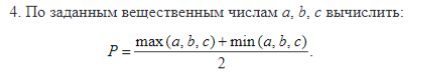 4. По заданным вещественным числам a, b, c вычислить:
P = (max (a, b, c) + min (a, b, c)) / 2.